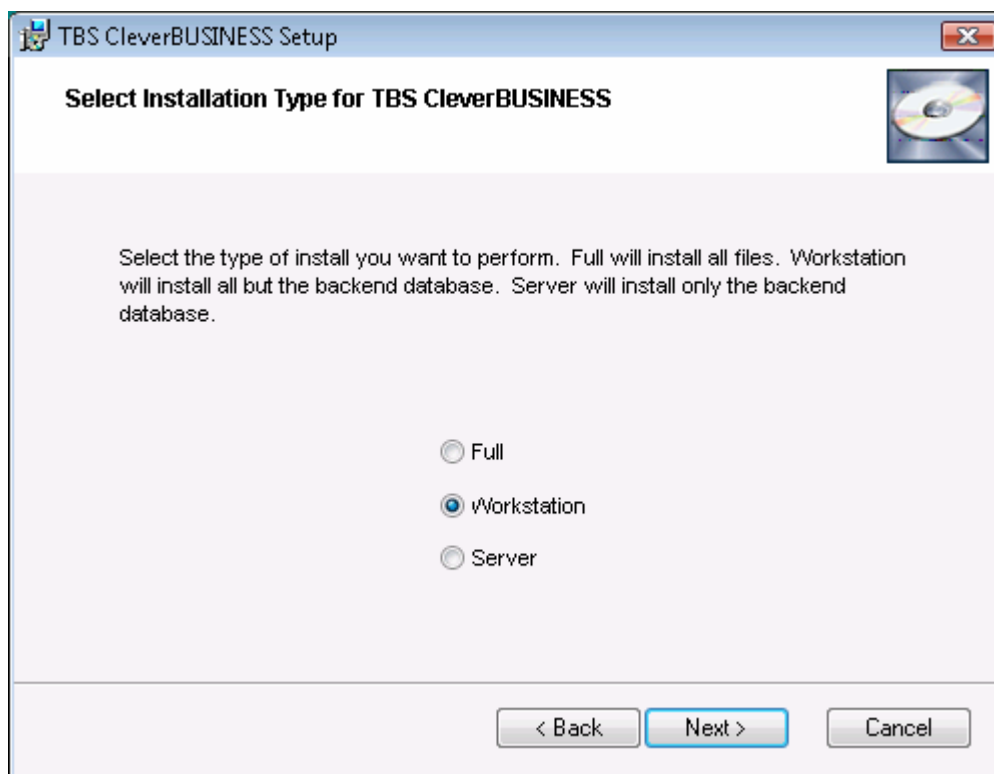 TBS CleverBUSINESS Setup
Select Installation Type for TBS CleverBUSINESS
Select the type of install you want to perform.  Full will install all files.  Workstation
will install all but the backend database.  Server will install only the backend
database.
Full
Workstation
Server
< Back Next > Cancel